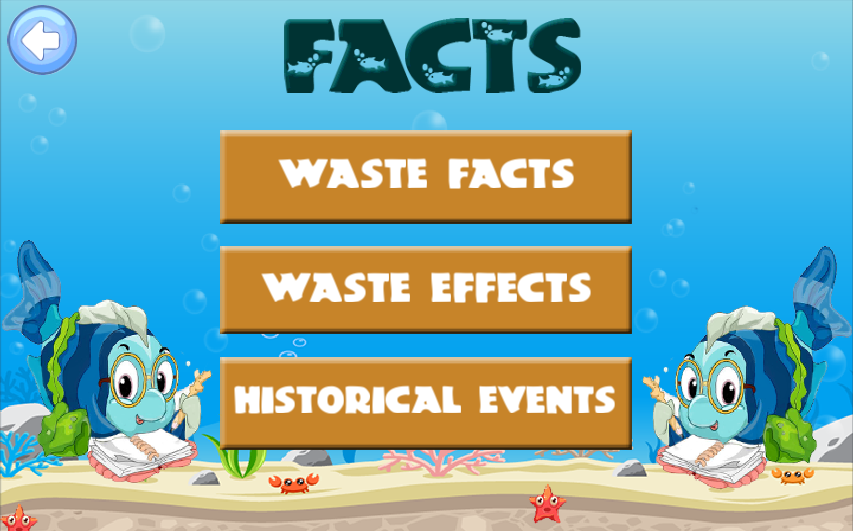 FACTS
WASTE FACTS
WASTE EFFECTS
HISTORICAL EVENTS